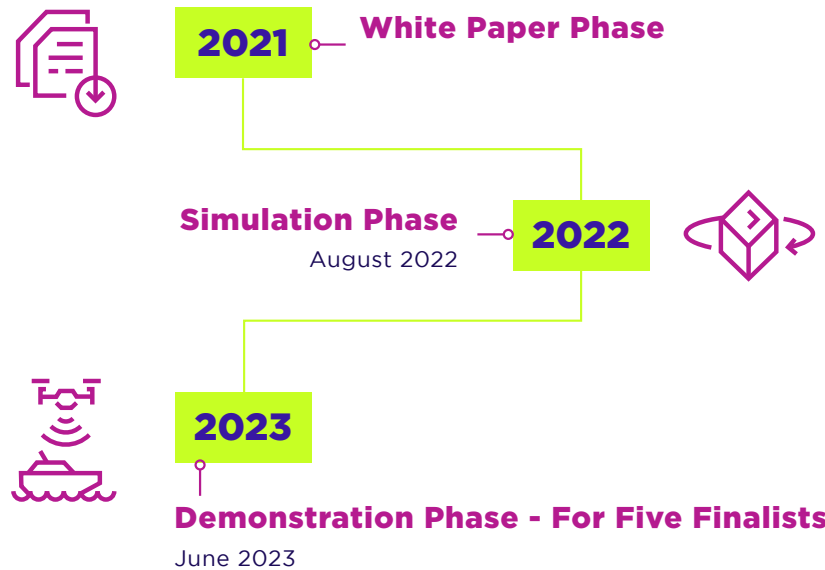 2021
White Paper Phase
Simulation Phase
August 2022
2022
2023
Demonstration Phase - For Five Finalists
June 2023